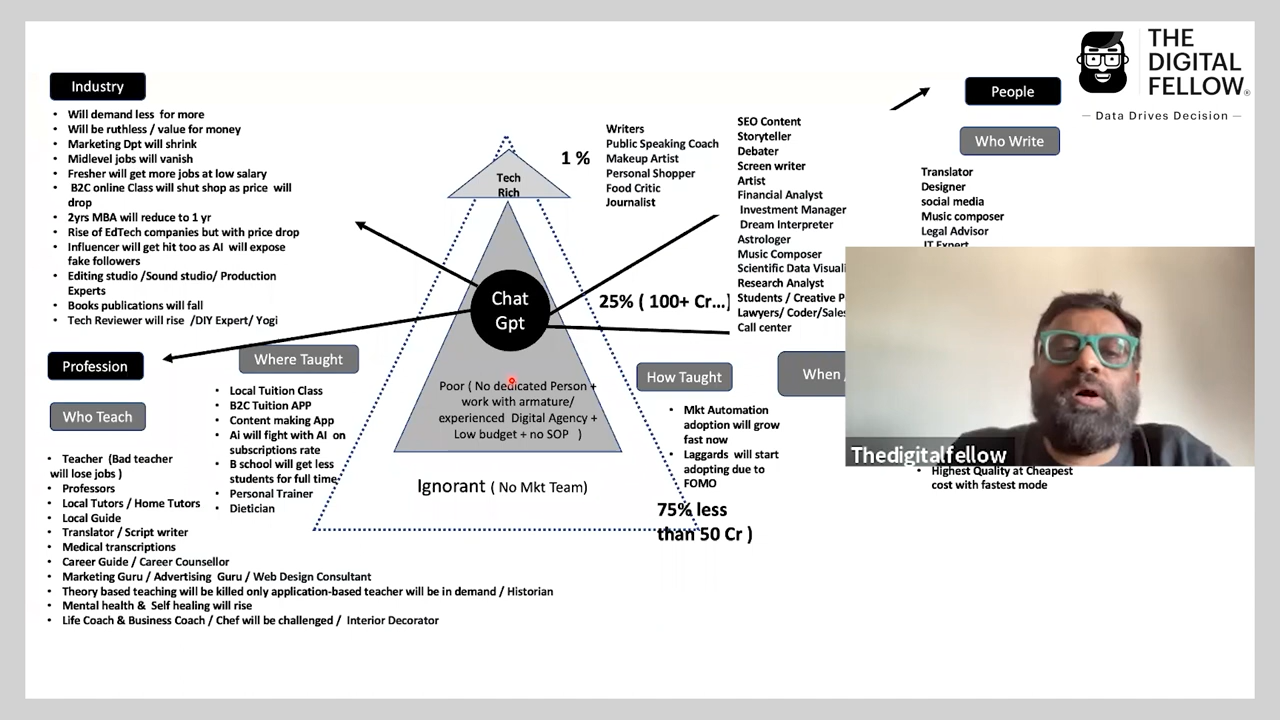 THE
DIGITAL
FELLOW®
— Data Drives Decision —
Industry
• Will demand less for more
• Will be ruthless / value for money
• Marketing Dpt will shrink
• Midlevel jobs will vanish
• Fresher will get more jobs at low salary
• B2C online Class will shut shop as price will
drop
• 2yrs MBA will reduce to 1 yr
• Rise of EdTech companies but with price drop
• Influencer will get hit too as AI will expose
fake followers
• Editing studio /Sound studio/ Production
Experts
• Books publications will fall
• Tech Reviewer will rise /DIY Expert/ Yogi
Tech
Rich
1 %
Writers
Public Speaking Coach
Makeup Artist
Personal Shopper
Food Critic
Journalist
SEO Content
Storyteller
Debater
Screen writer
Artist
Financial Analyst
Investment Manager
Dream Interpreter
Astrologer
Music Composer
Scientific Data Visuali
Research Analyst
Students / Creative P
Lawyers/ Coder/Sales
Call center
People
Who Write
Translator
Designer
social media
Music composer
Legal Advisor
IT Expert
Chat
Gpt
25% ( 100+ Cr...)
Profession
Who Teach
• Teacher (Bad teacher
will lose jobs )
• Professors
• Local Tutors / Home Tutors
• Local Guide
• Translator / Script writer
• Medical transcriptions
• Career Guide / Career Counsellor
• Marketing Guru / Advertising Guru / Web Design Consultant
• Theory based teaching will be killed only application-based teacher will be in demand / Historian
• Mental health & Self healing will rise
• Life Coach & Business Coach / Chef will be challenged / Interior Decorator
Where Taught
• Local Tuition Class
• B2C Tuition APP
• Content making App
• Ai will fight with AI on
subscriptions rate
• B school will get less
students for full time
• Personal Trainer
• Dietician
Poor ( No dedicated Person +
work with armature/
experienced Digital Agency +
Low budget + no SOP )
Ignorant ( No Mkt Team)
How Taught
• Mkt Automation
adoption will grow
fast now
• Laggards will start
adopting due to
FOMO
75% less
than 50 Cr )
When
Thedigitalfellow
• Highest Quality at Cheapest
cost with fastest mode